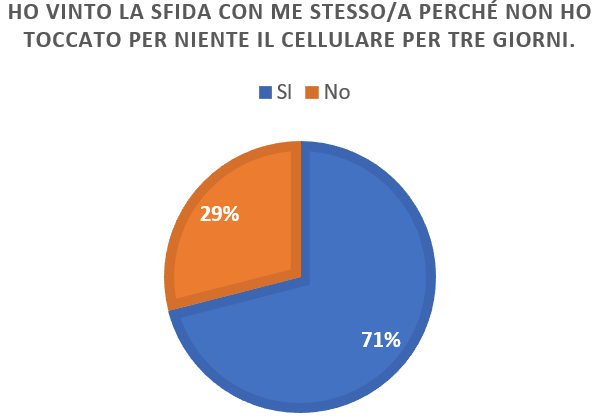 HO VINTO LA SFIDA CON ME STESSO/A PERCHÉ NON HO
TOCCATO PER NIENTE IL CELLULARE PER TRE GIORNI.
SI No
29%
71%